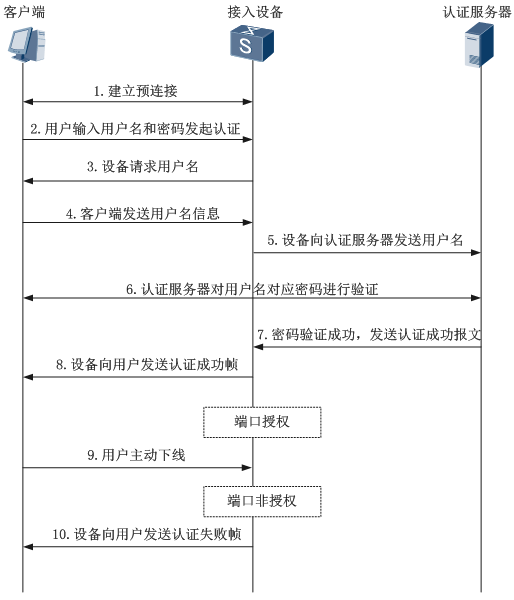 客户端
接入设备
认证服务器
S
1.建立预连接
2.用户输入用户名和密码发起认证
3.设备请求用户名
4.客户端发送用户名信息
5.设备向认证服务器发送用户名
6.认证服务器对用户名对应密码进行验证
7.密码验证成功，发送认证成功报文
8.设备向用户发送认证成功帧
端口授权
9.用户主动下线
端口非授权
10.设备向用户发送认证失败帧